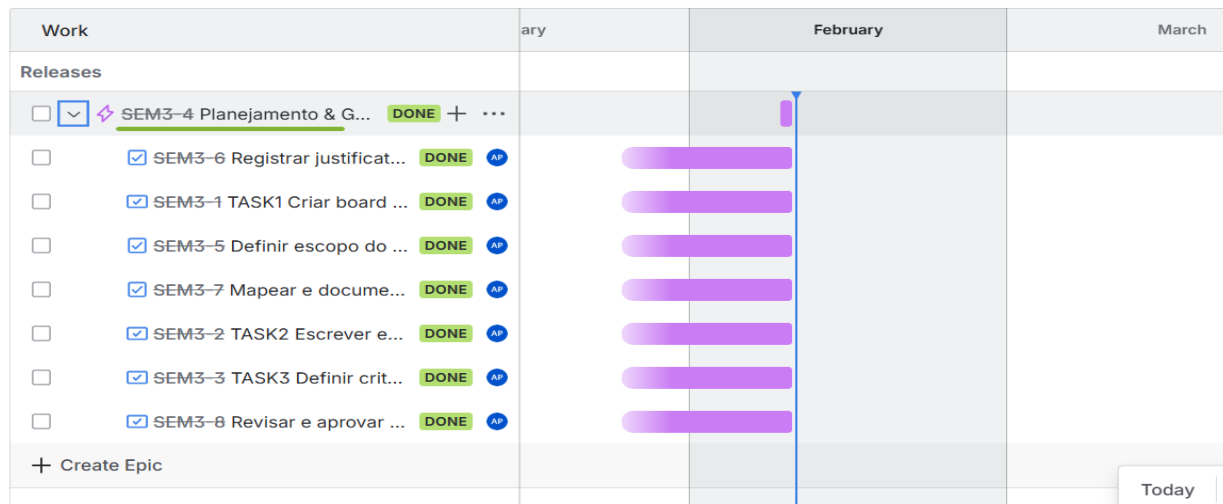 Work
ary
February
March
Releases
SEM3-4 Planejamento & G... DONE
SEM3-6 Registrar justificat... DONE AP
SEM3-1 TASK1 Criar board ... DONE AP
SEM3-5 Definir escopo do ... DONE AP
SEM3-7 Mapear e docume... DONE AP
SEM3-2 TASK2 Escrever e... DONE AP
SEM3-3 TASK3 Definir crit... DONE AP
SEM3-8 Revisar e aprovar ... DONE AP
+ Create Epic
Today